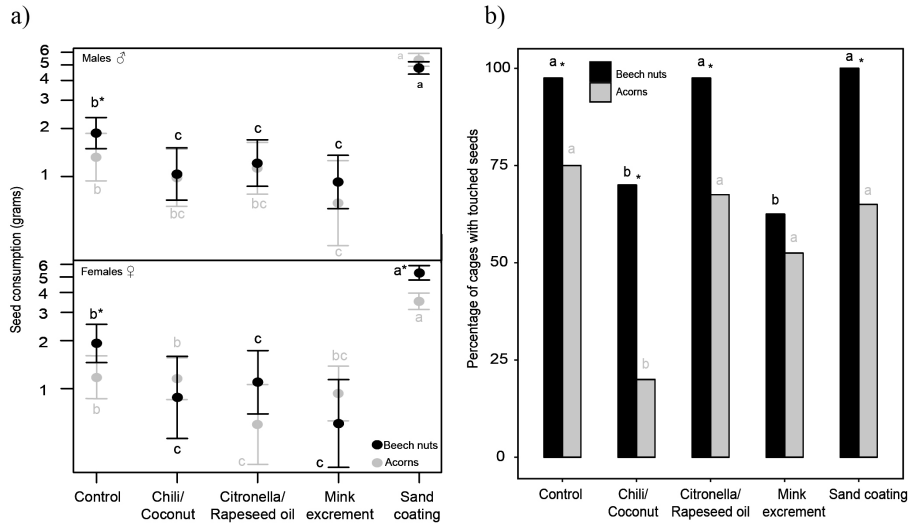 a)
Seed consumption (grams)
Males ♂
6
5
4
3
2
1
b*
b
c
bc
c
bc
c
c
a
a
Females ♀
6
5
4
3
2
1
b*
b
b
c
c
c
bc
c
a*
a
Beech nuts
Acorns
Control
Chili/
Coconut
Citronella/
Rapeseed oil
Mink
excrement
Sand
coating
b)
Percentage of cages with touched seeds
100
75
50
25
0
a *
a
b *
b
a *
a
b
a
a *
a
Beech nuts
Acorns
Control
Chili/
Coconut
Citronella/
Rapeseed oil
Mink
excrement
Sand coating